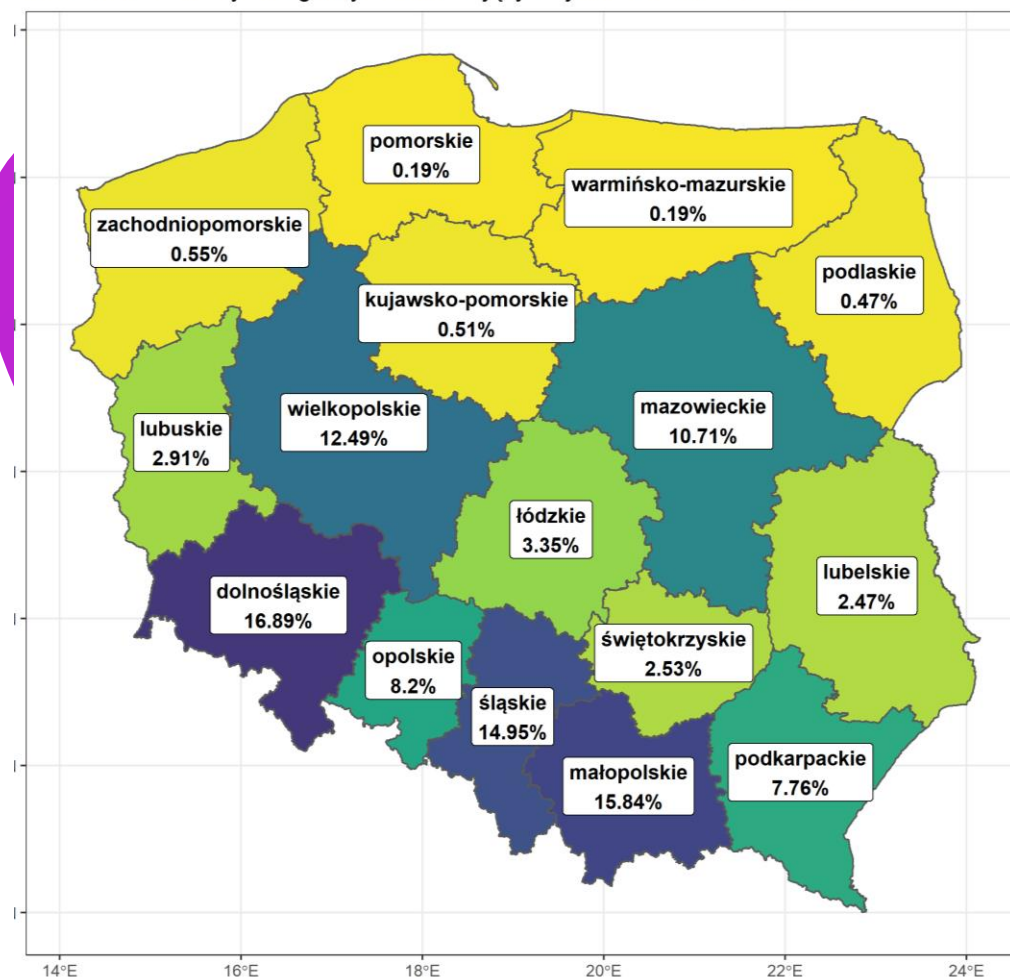 pomorskie
0.19%
warmińsko-mazurskie
0.19%
zachodniopomorskie
0.55%
podlaskie
0.47%
kujawsko-pomorskie
0.51%
wielkopolskie
12.49%
mazowieckie
10.71%
lubuskie
2.91%
łódzkie
3.35%
lubelskie
2.47%
dolnośląskie
16.89%
świętokrzyskie
2.53%
opolskie
8.2%
śląskie
14.95%
podkarpackie
7.76%
małopolskie
15.84%
14°E 16°E 18°E 20°E 22°E 24°E